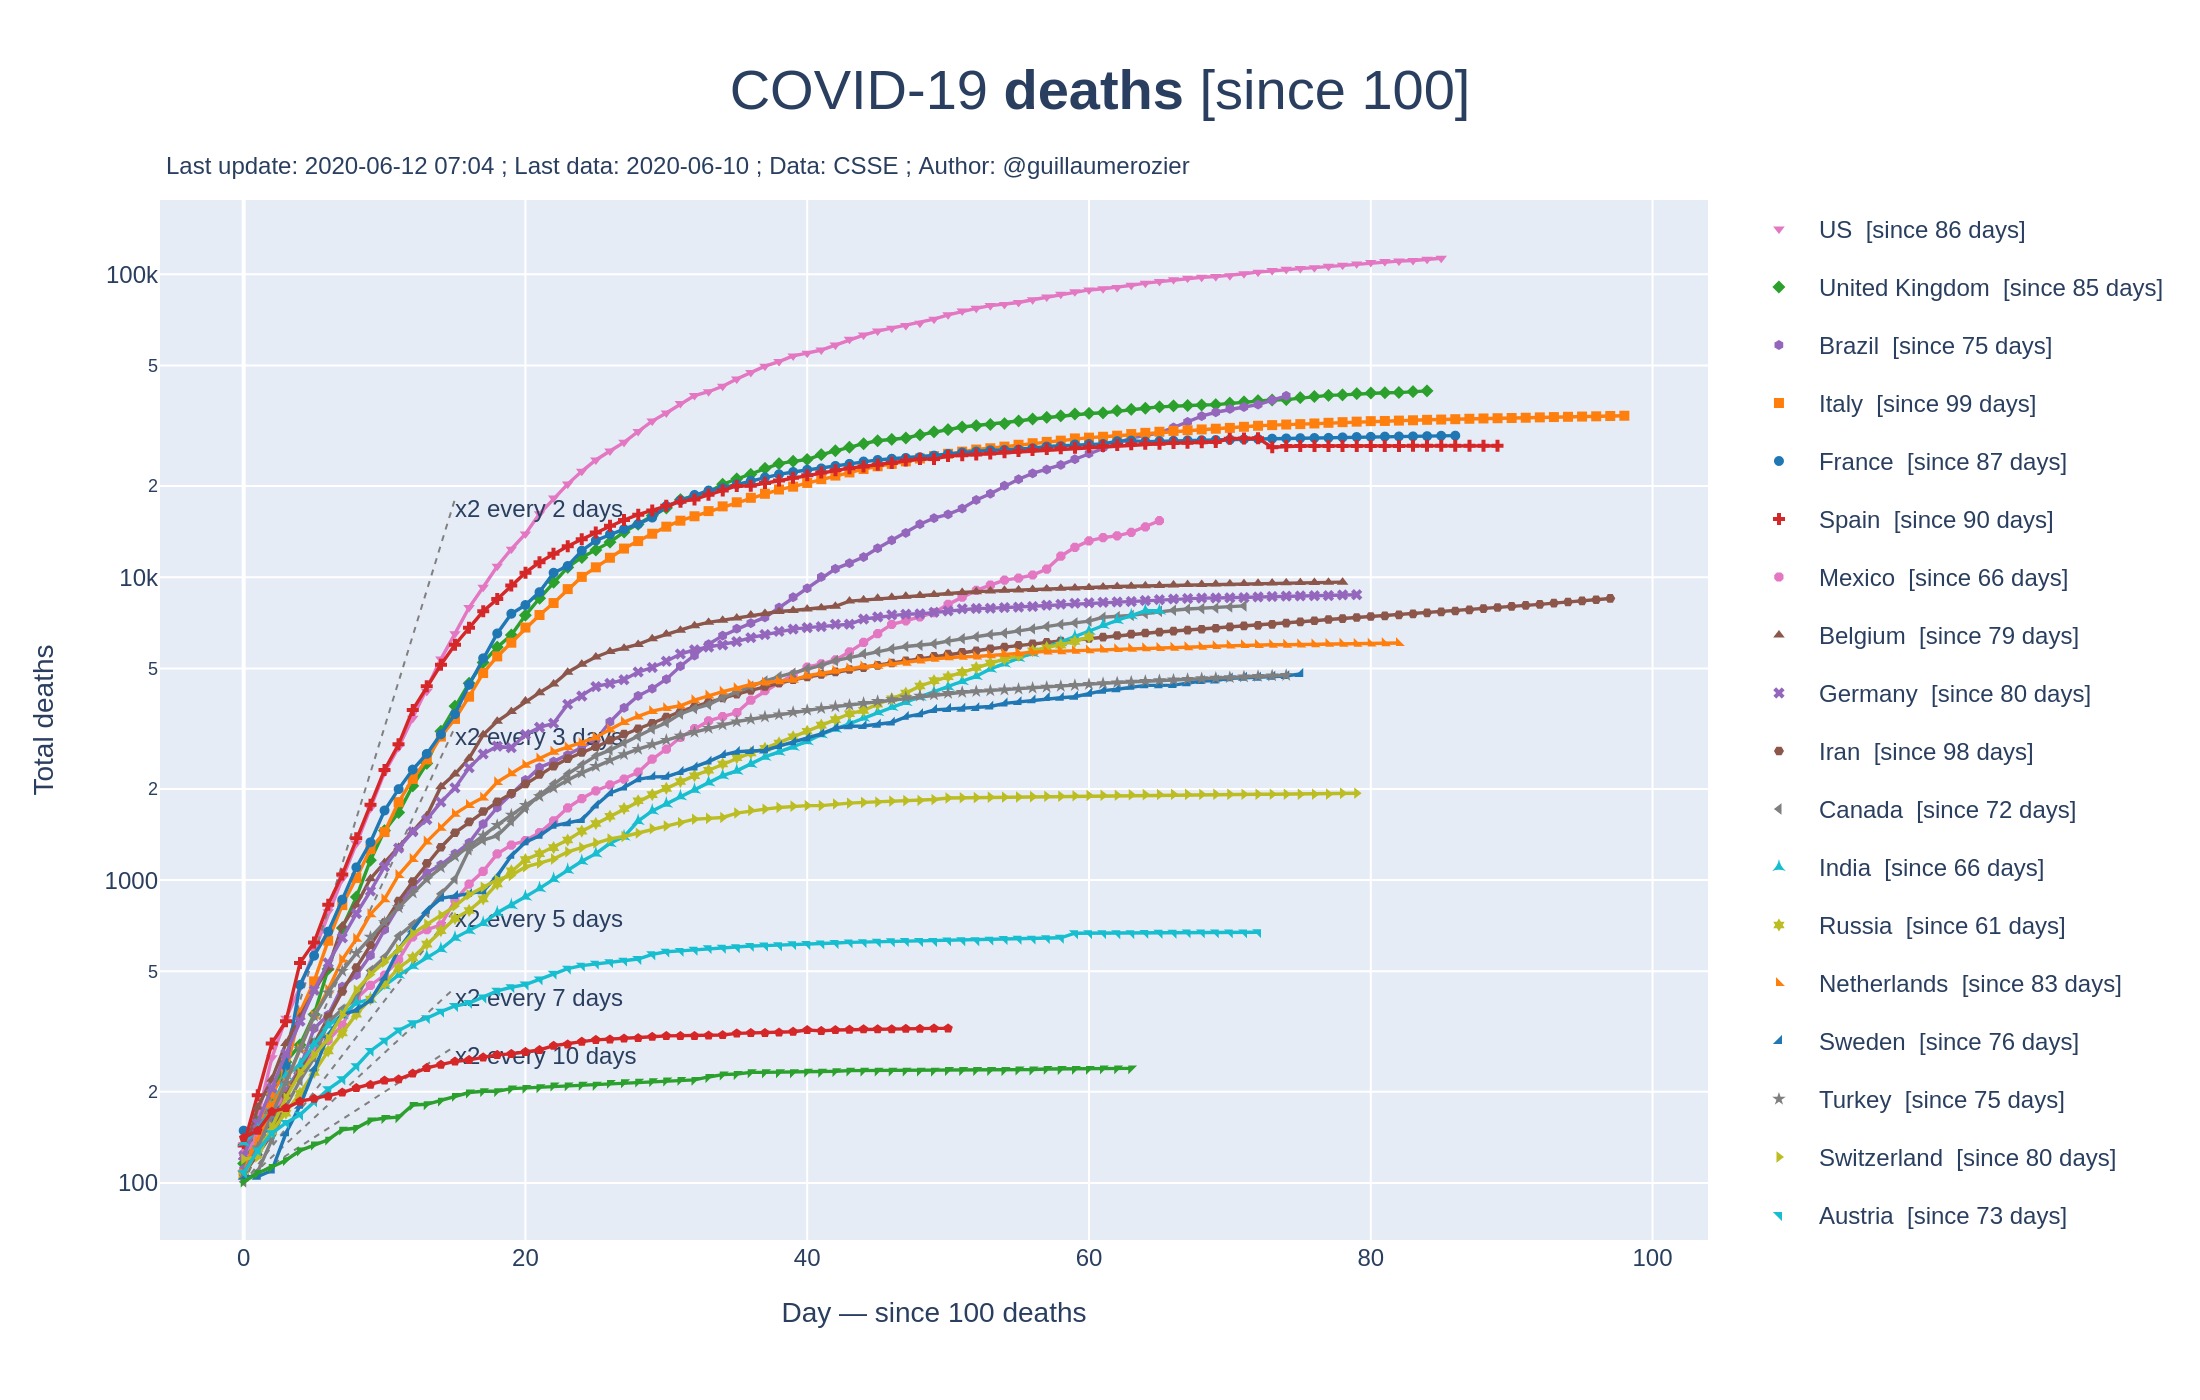 COVID-19 deaths [since 100]
Last update: 2020-06-12 07:04 ; Last data: 2020-06-10 ; Data: CSSE ; Author: @guillaumerozier
Total deaths
100k
5
2
10k
5
2
1000
5
2
100
x2 every 2 days
x2 every 3 days
x2 every 5 days
x2 every 7 days
x2 every 10 days
0 20 40 60 80 100
Day — since 100 deaths
US [since 86 days]
United Kingdom [since 85 days]
Brazil [since 75 days]
Italy [since 99 days]
France [since 87 days]
Spain [since 90 days]
Mexico [since 66 days]
Belgium [since 79 days]
Germany [since 80 days]
Iran [since 98 days]
Canada [since 72 days]
India [since 66 days]
Russia [since 61 days]
Netherlands [since 83 days]
Sweden [since 76 days]
Turkey [since 75 days]
Switzerland [since 80 days]
Austria [since 73 days]